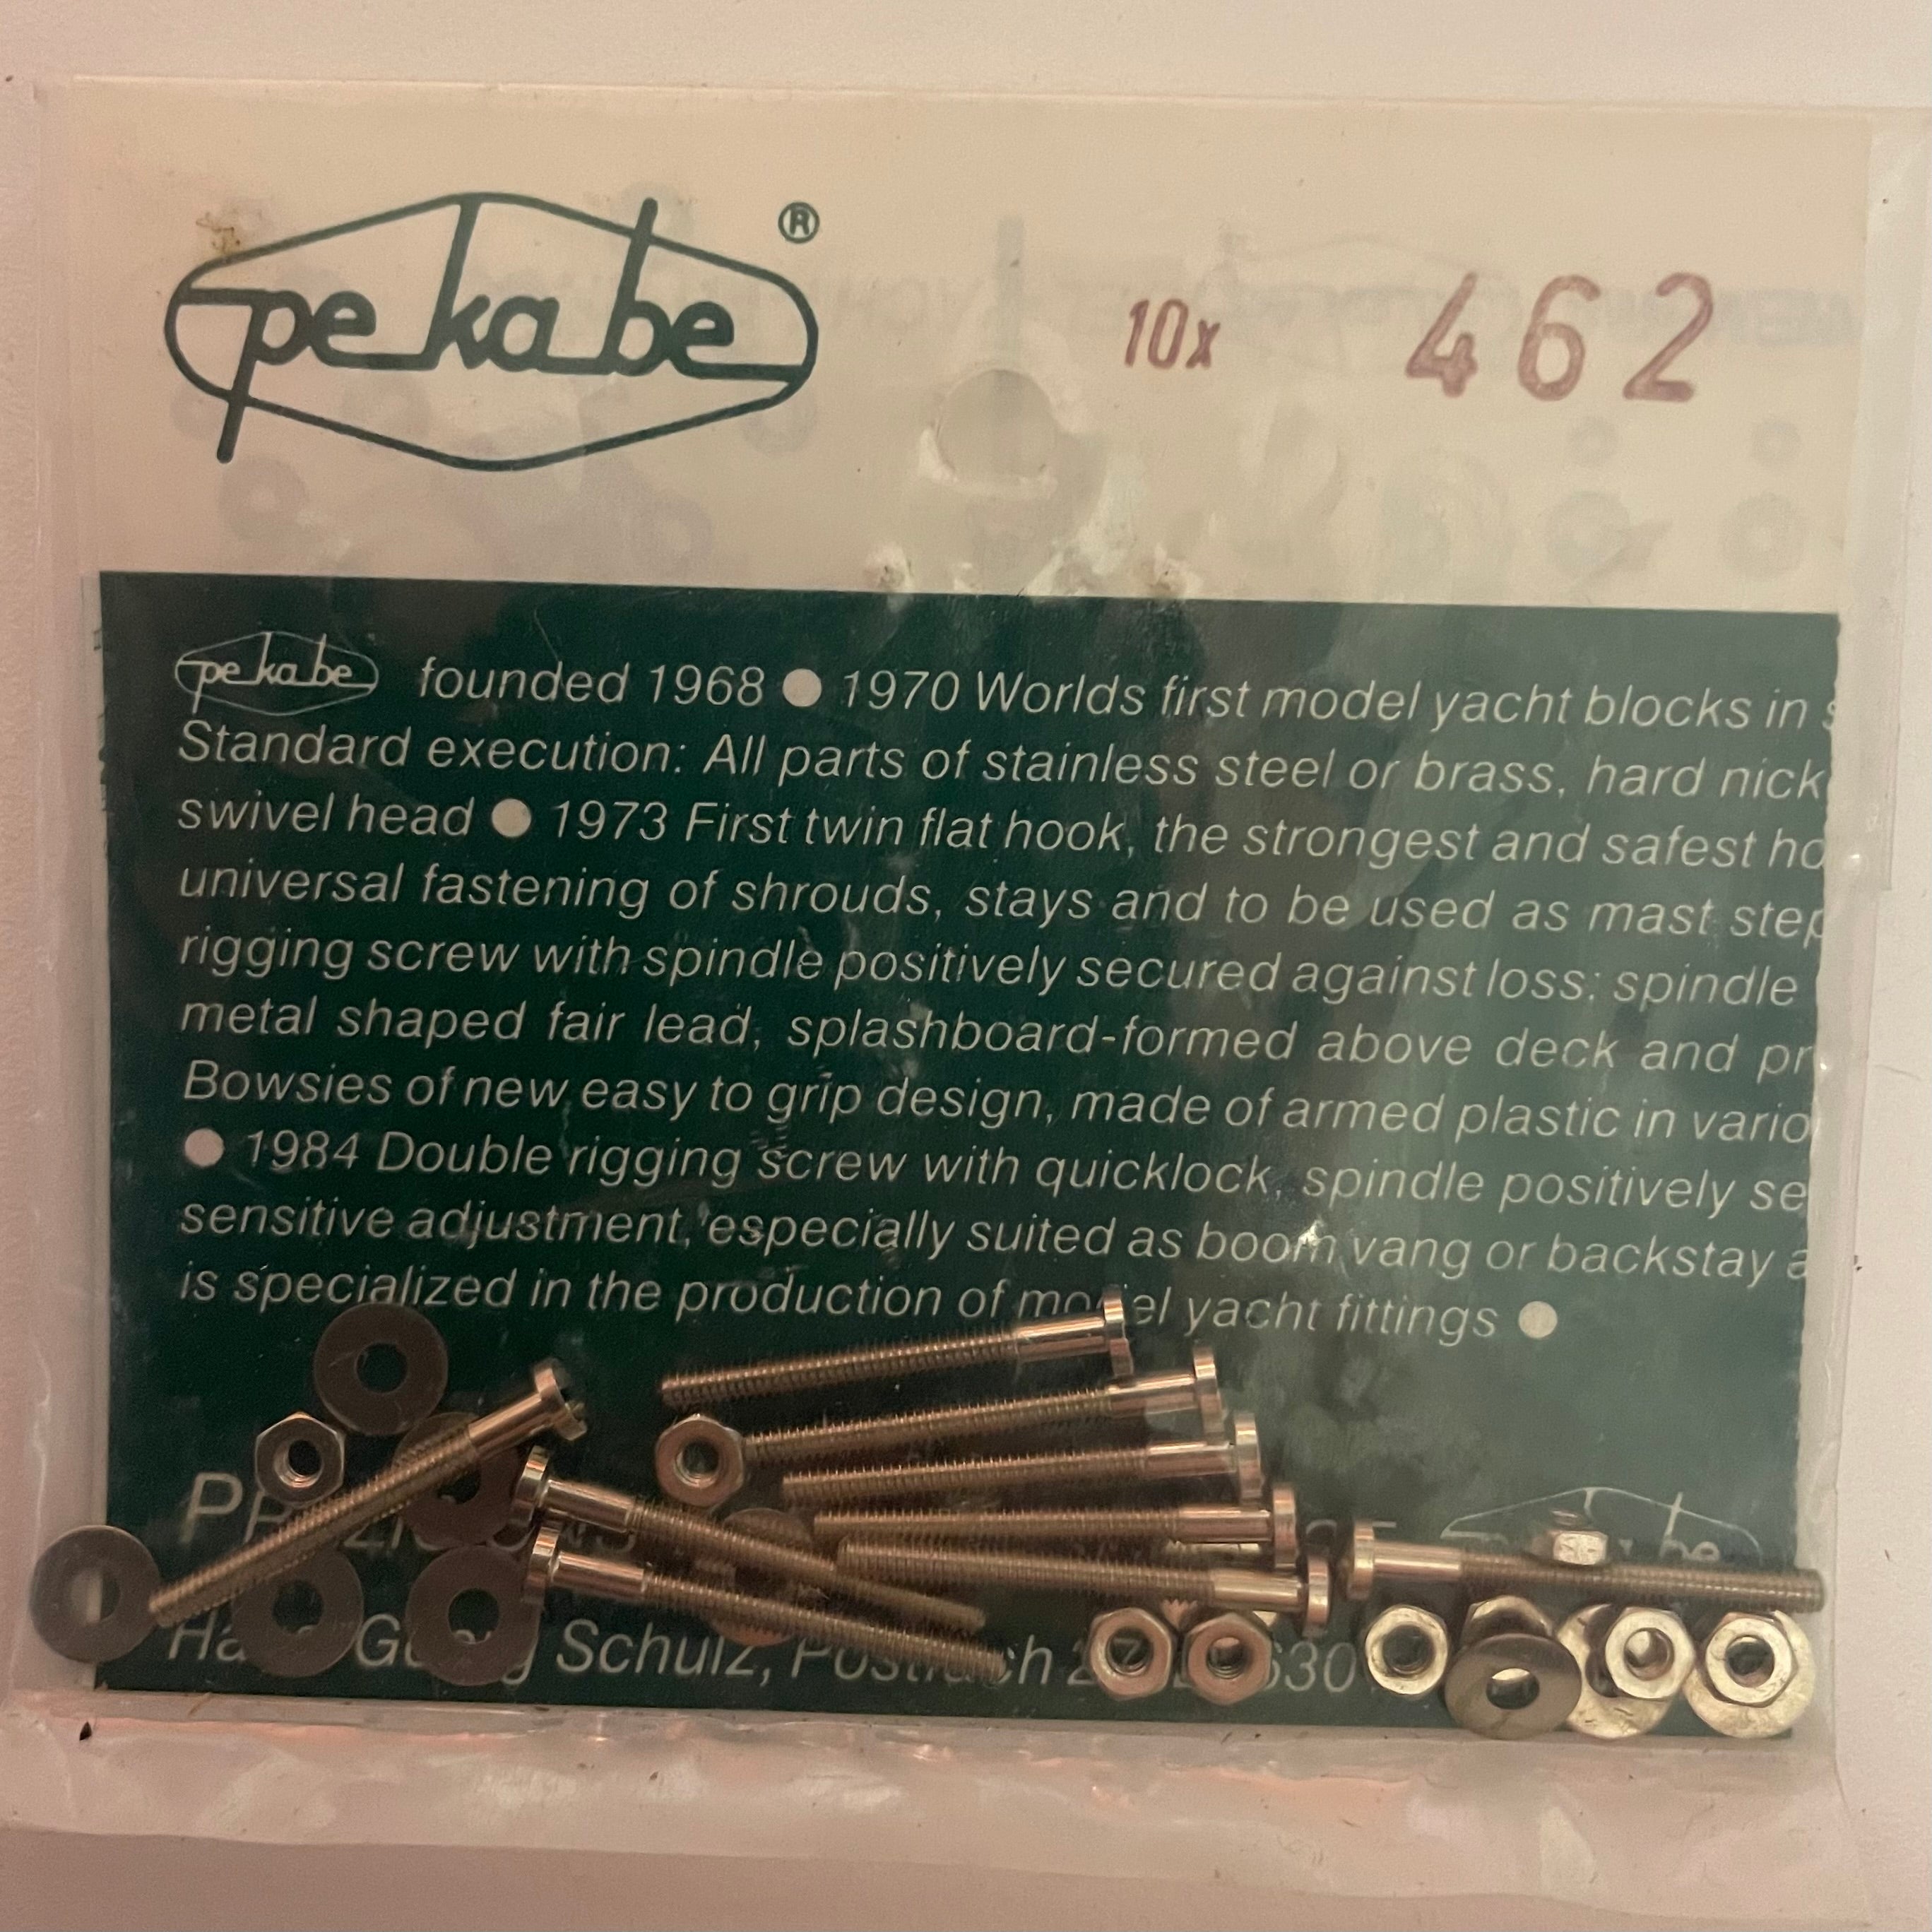 pekabe ®
10x 462
pekabe founded 1968 ● 1970 Worlds first model yacht blocks in
Standard execution: All parts of stainless steel or brass, hard nick
swivel head ● 1973 First twin flat hook, the strongest and safest ho
universal fastening of shrouds, stays and to be used as mast step
rigging screw with spindle positively secured against loss: spindle
metal shaped fair lead, splashboard-formed above deck and pr
Bowsies of new easy to grip design, made of armed plastic in vario
● 1984 Double rigging screw with quicklock, spindle positively se
sensitive adjustment, especially suited as boom vang or backstay a
is specialized in the production of model yacht fittings ●
Schulz,